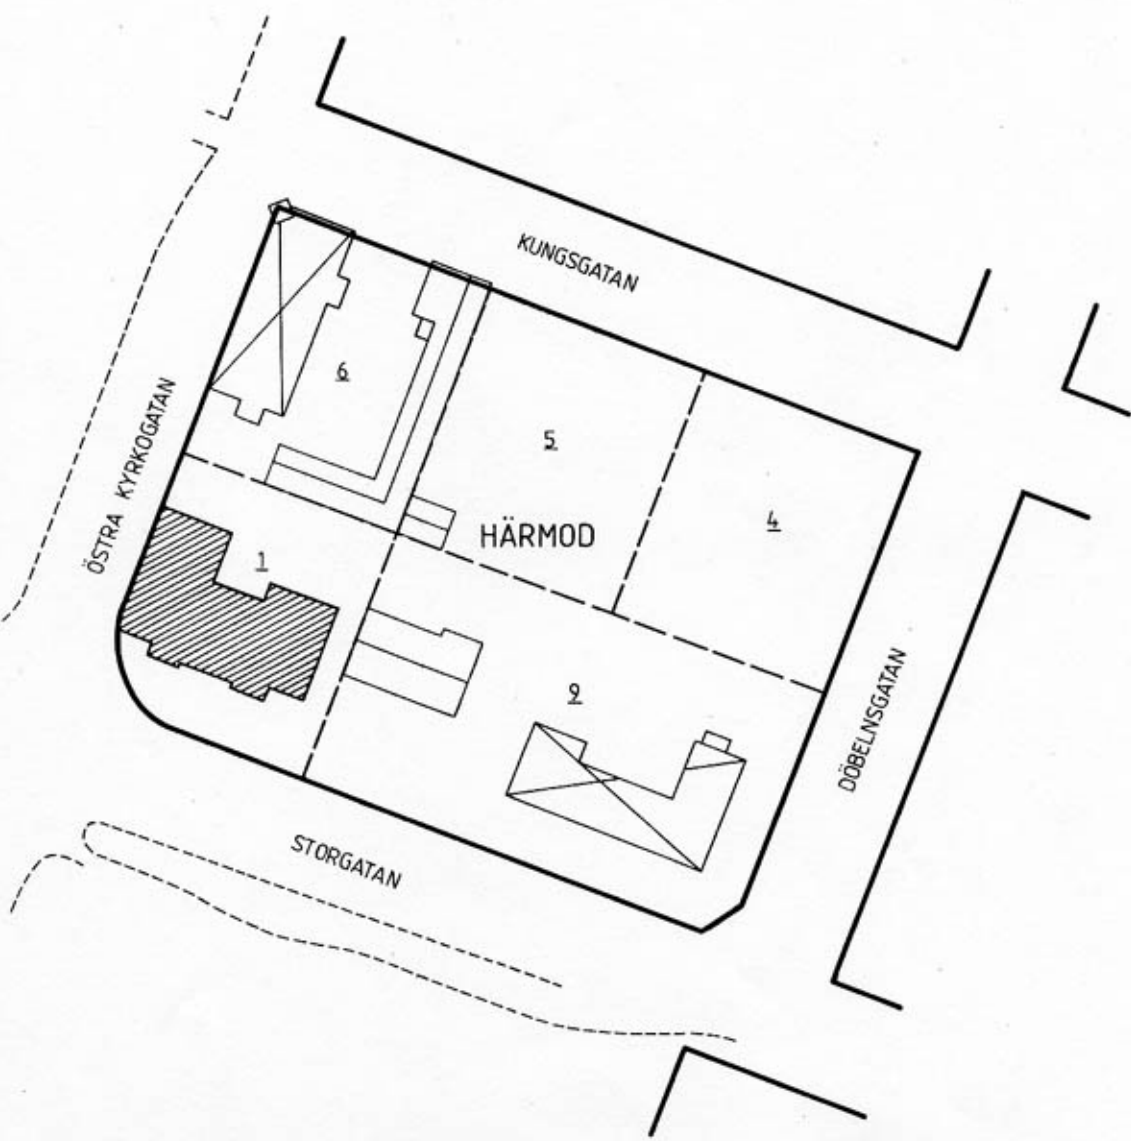 KUNGSGATAN
6
5
4
ÖSTRA KYRKOGATAN
HÄRMOD
1
9
DÖBELNSGATAN
STORGATAN